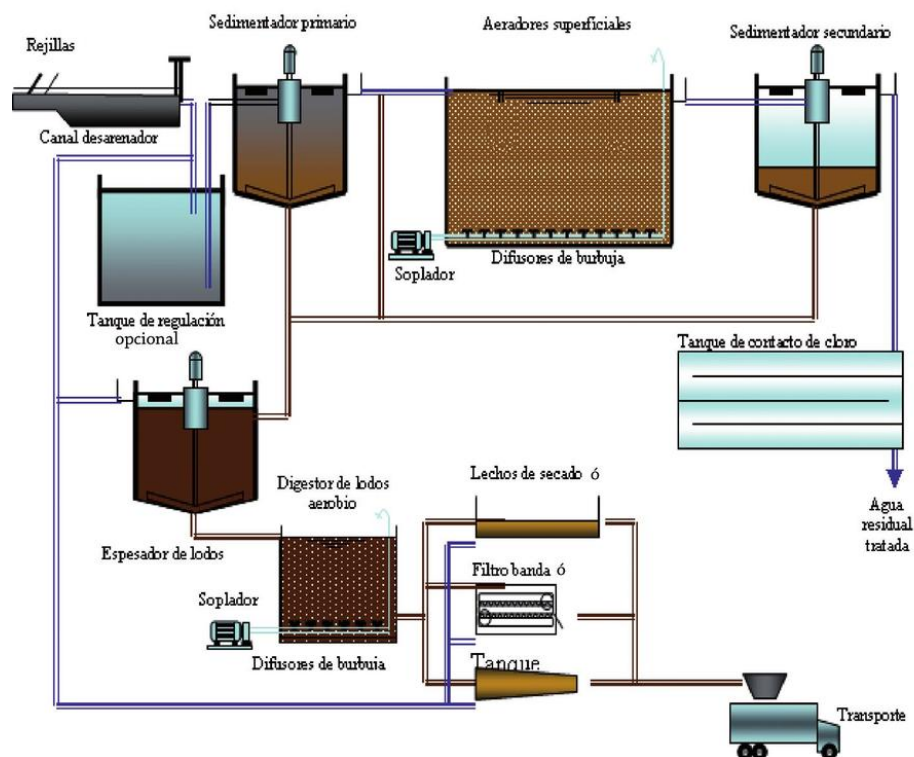 Sedimentador primario
Aeradores superficiales
Sedimentador secundario
Rejillas
Canal desarenador
Soplador
Difusores de burbuja
Tanque de regulación
opcional
Tanque de contacto de cloro
Digestor de lodos
aerobio
Lechos de secado ó
Agua
residual
tratada
Espesador de lodos
Filtro banda ó
Soplador
Difusores de burbuia
Tanque
Transporte